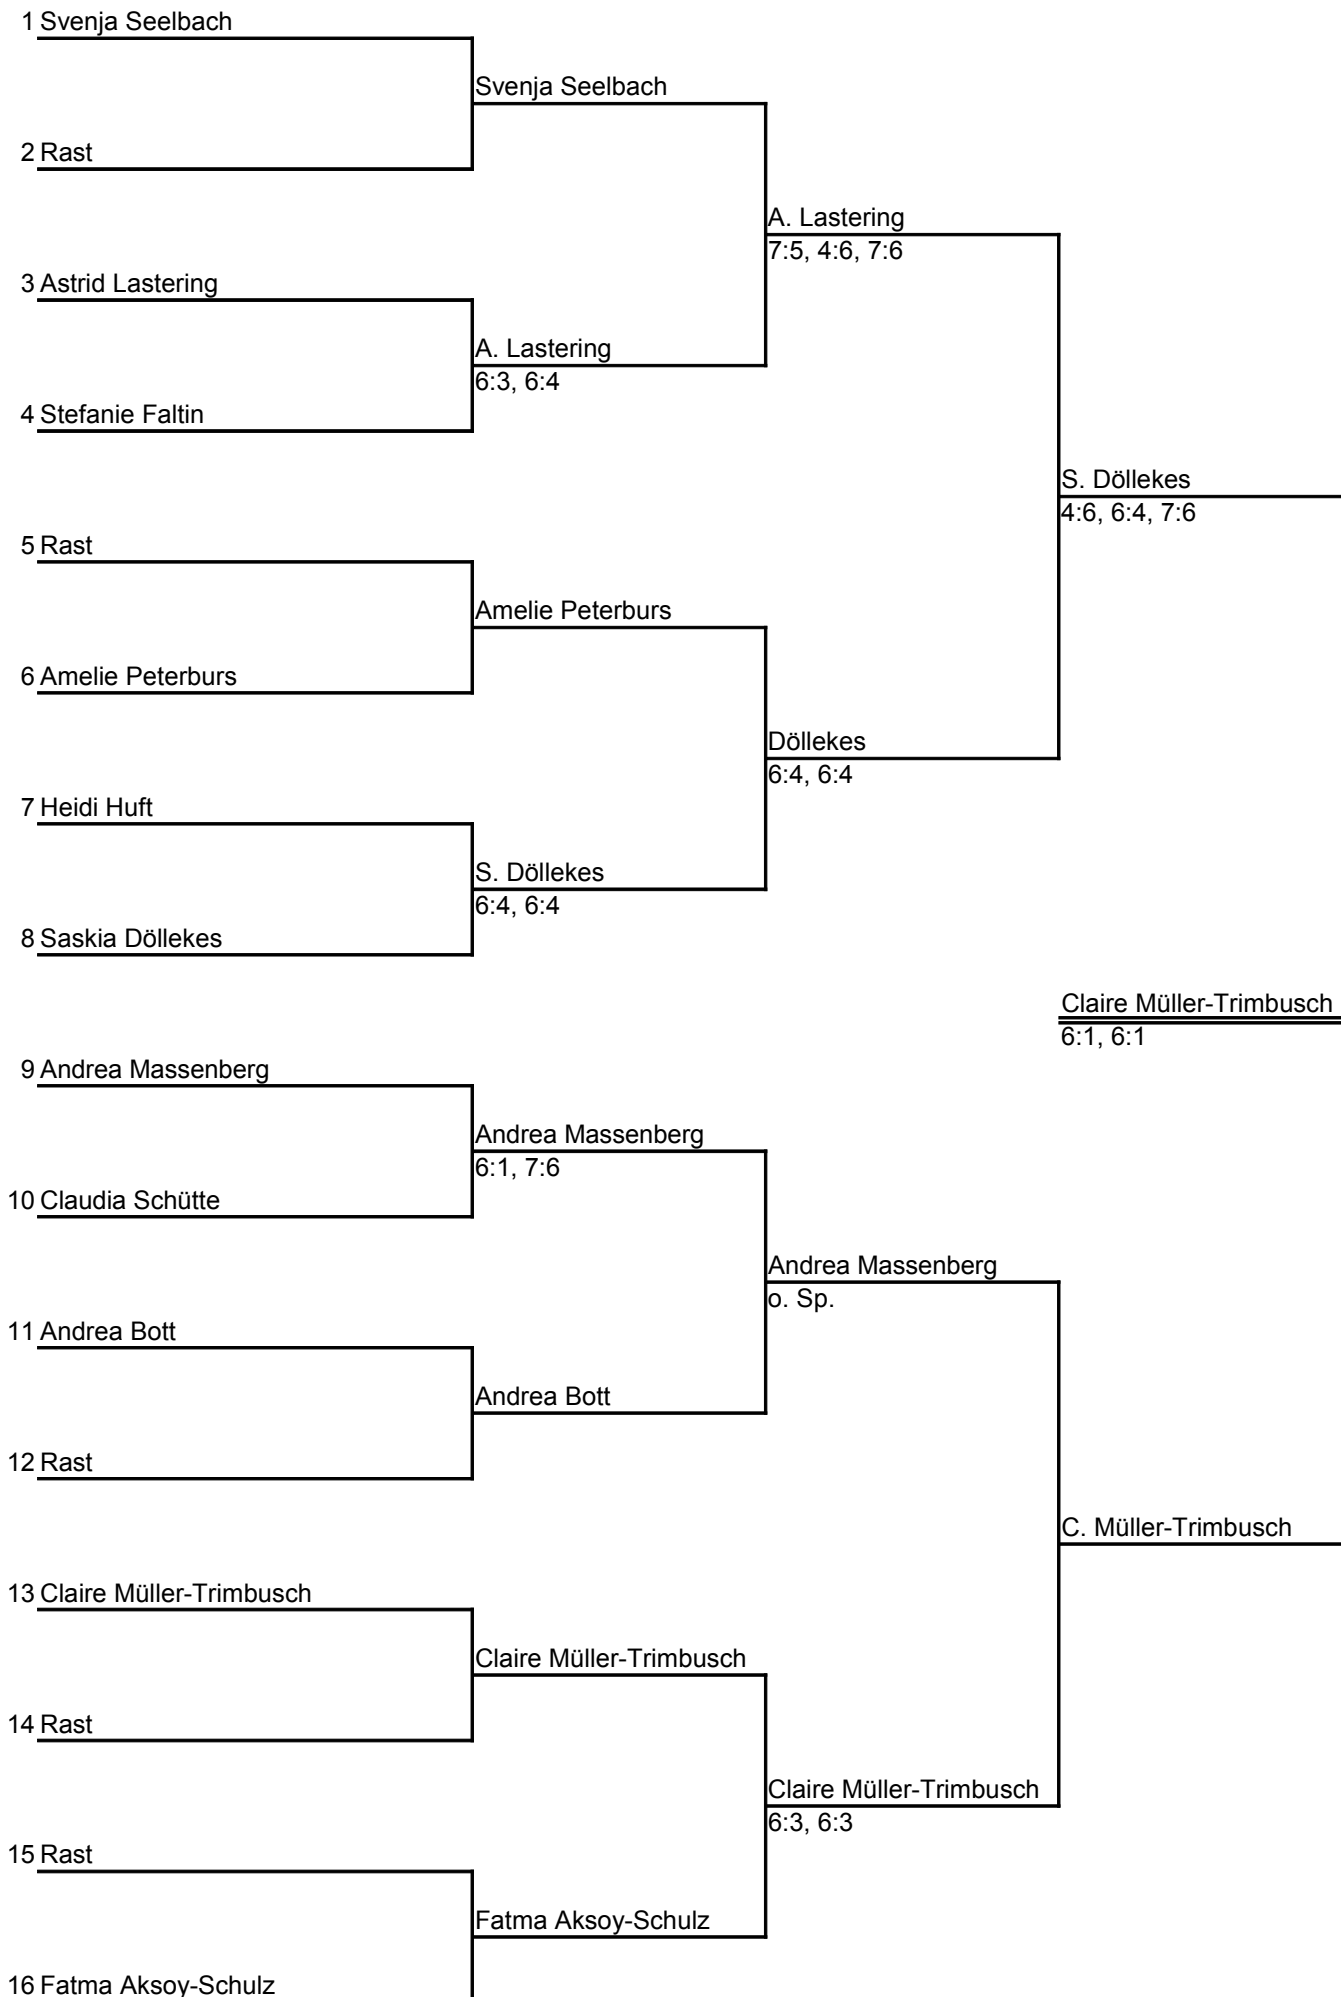 1 Svenja Seelbach
Svenja Seelbach
2 Rast
A. Lastering
7:5, 4:6, 7:6
3 Astrid Lastering
A. Lastering
6:3, 6:4
4 Stefanie Faltin
S. Döllekes
4:6, 6:4, 7:6
5 Rast
Amelie Peterburs
6 Amelie Peterburs
Döllekes
6:4, 6:4
7 Heidi Huft
S. Döllekes
6:4, 6:4
8 Saskia Döllekes
Claire Müller-Trimbusch
6:1, 6:1
9 Andrea Massenberg
Andrea Massenberg
6:1, 7:6
10 Claudia Schütte
Andrea Massenberg
o. Sp.
11 Andrea Bott
Andrea Bott
12 Rast
C. Müller-Trimbusch
13 Claire Müller-Trimbusch
Claire Müller-Trimbusch
14 Rast
Claire Müller-Trimbusch
6:3, 6:3
15 Rast
Fatma Aksoy-Schulz
16 Fatma Aksoy-Schulz